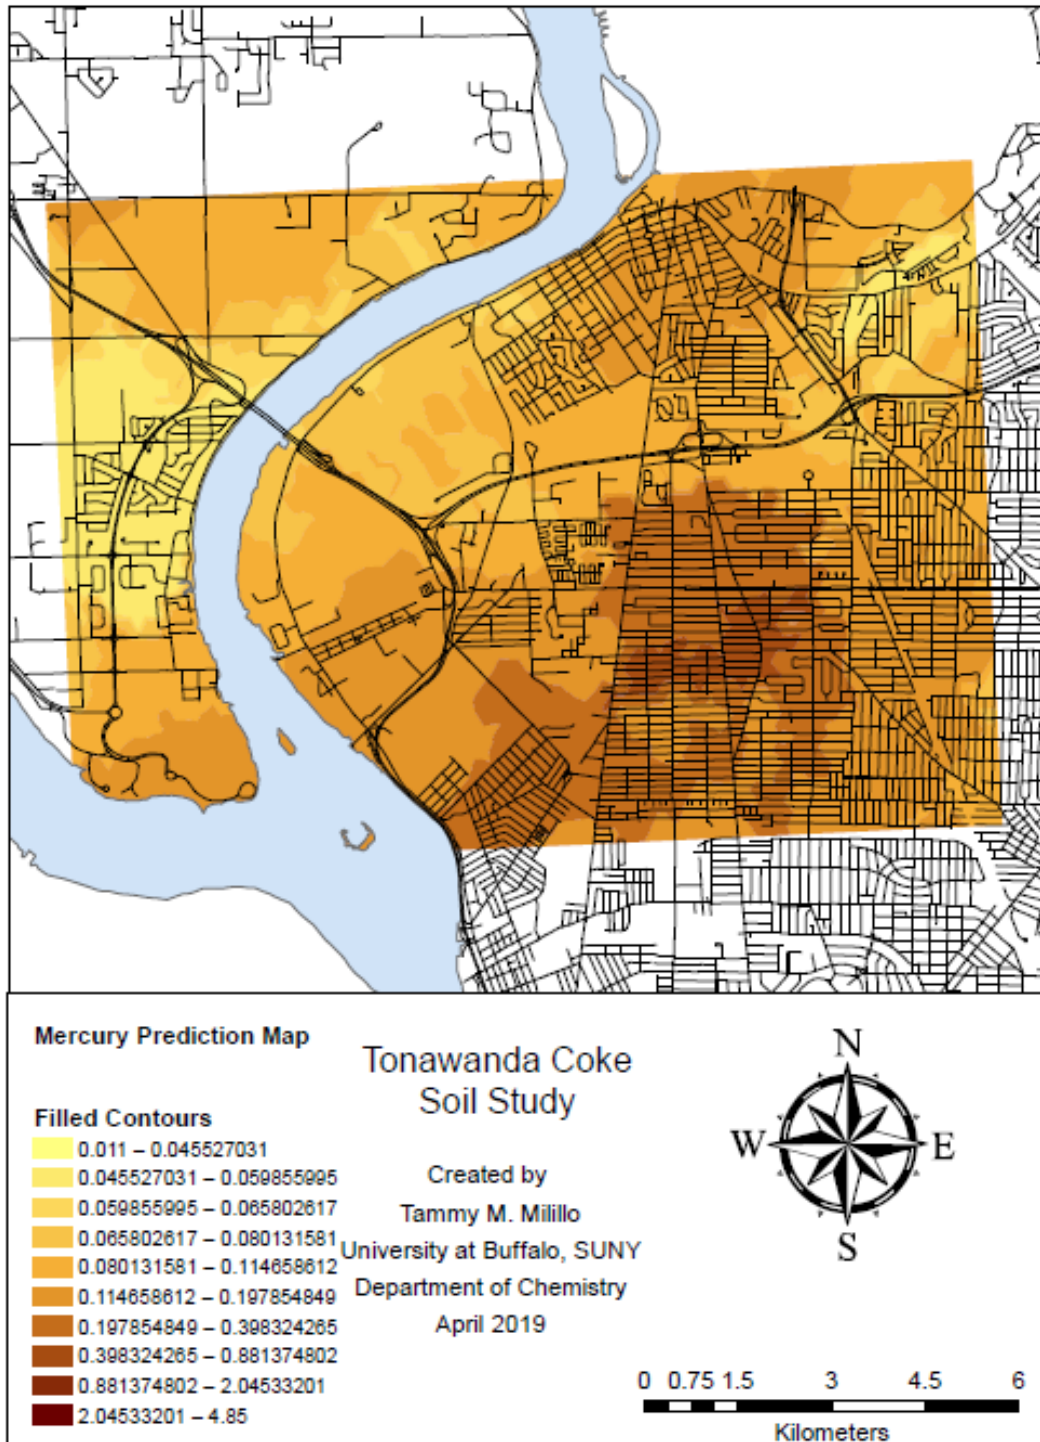 Mercury Prediction Map
Filled Contours
0.011 – 0.045527031
0.045527031 – 0.059855995
0.059855995 – 0.065802617
0.065802617 – 0.080131581
0.080131581 – 0.114658612
0.114658612 – 0.197854849
0.197854849 – 0.398324265
0.398324265 – 0.881374802
0.881374802 – 2.04533201
2.04533201 – 4.85
Tonawanda Coke
Soil Study
Created by
Tammy M. Milillo
University at Buffalo, SUNY
Department of Chemistry
April 2019
N
W E
S
0 0.75 1.5 3 4.5 6
Kilometers